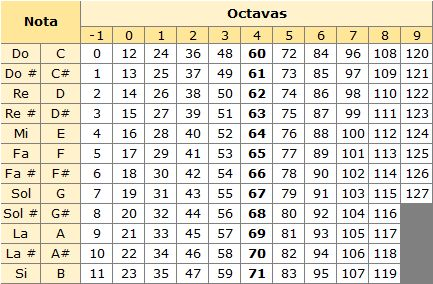 Nota Octavas
-1 0 1 2 3 4 5 6 7 8 9
Do C 0 12 24 36 48 60 72 84 96 108 120
Do # C# 1 13 25 37 49 61 73 85 97 109 121
Re D 2 14 26 38 50 62 74 86 98 110 122
Re # D# 3 15 27 39 51 63 75 87 99 111 123
Mi E 4 16 28 40 52 64 76 88 100 112 124
Fa F 5 17 29 41 53 65 77 89 101 113 125
Fa # F# 6 18 30 42 54 66 78 90 102 114 126
Sol G 7 19 31 43 55 67 79 91 103 115 127
Sol # G# 8 20 32 44 56 68 80 92 104 116
La A 9 21 33 45 57 69 81 93 105 117
La # A# 10 22 34 46 58 70 82 94 106 118
Si B 11 23 35 47 59 71 83 95 107 119